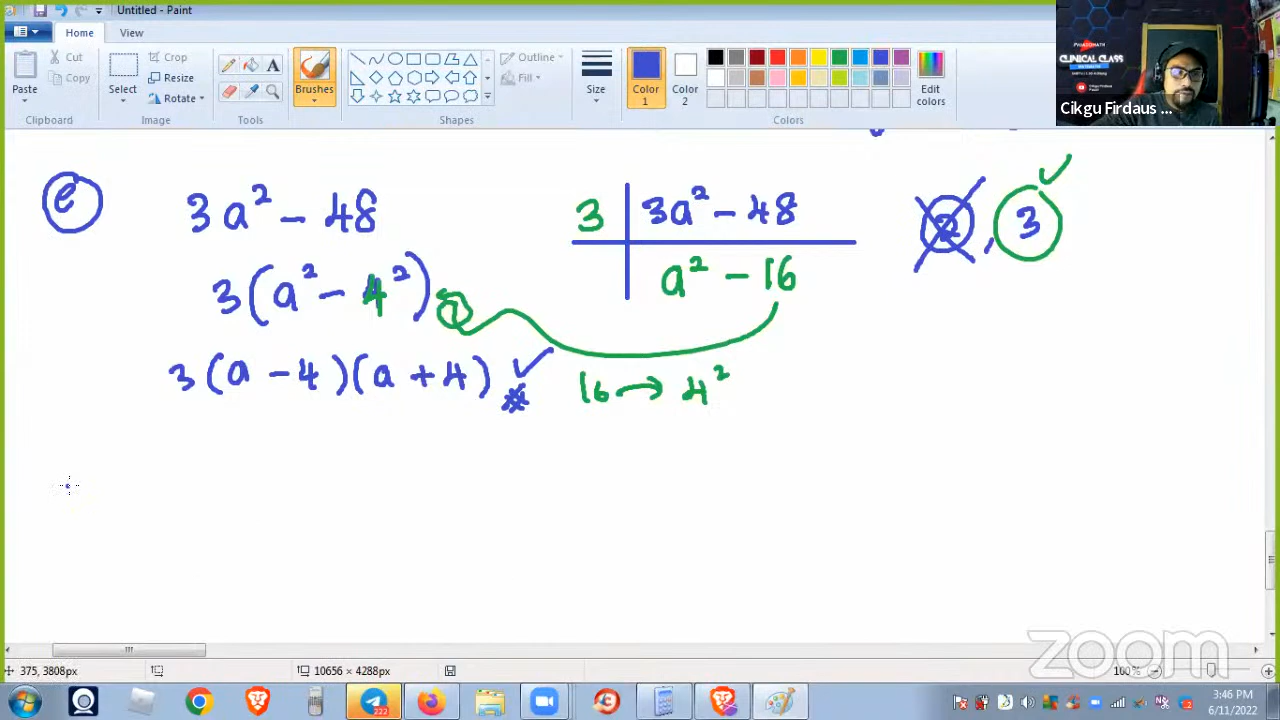 Untitled - Paint
Home View
Paste Cut Copy Clipboard
Select Crop Resize Rotate Image
Tools
Brushes
Outline Fill Shapes
Size
Color 1
Color 2
Edit colors
Colors
CLINICAL CLASS
Cikgu Firdaus ...
e
3a² - 48
3(a² - 4²)
3(a - 4)(a + 4)
3 | 3a² - 48
a² - 16
16 → 4²
2, 3
zoom
375, 3808px
10656 × 4288px
100%
3:46 PM
6/11/2022